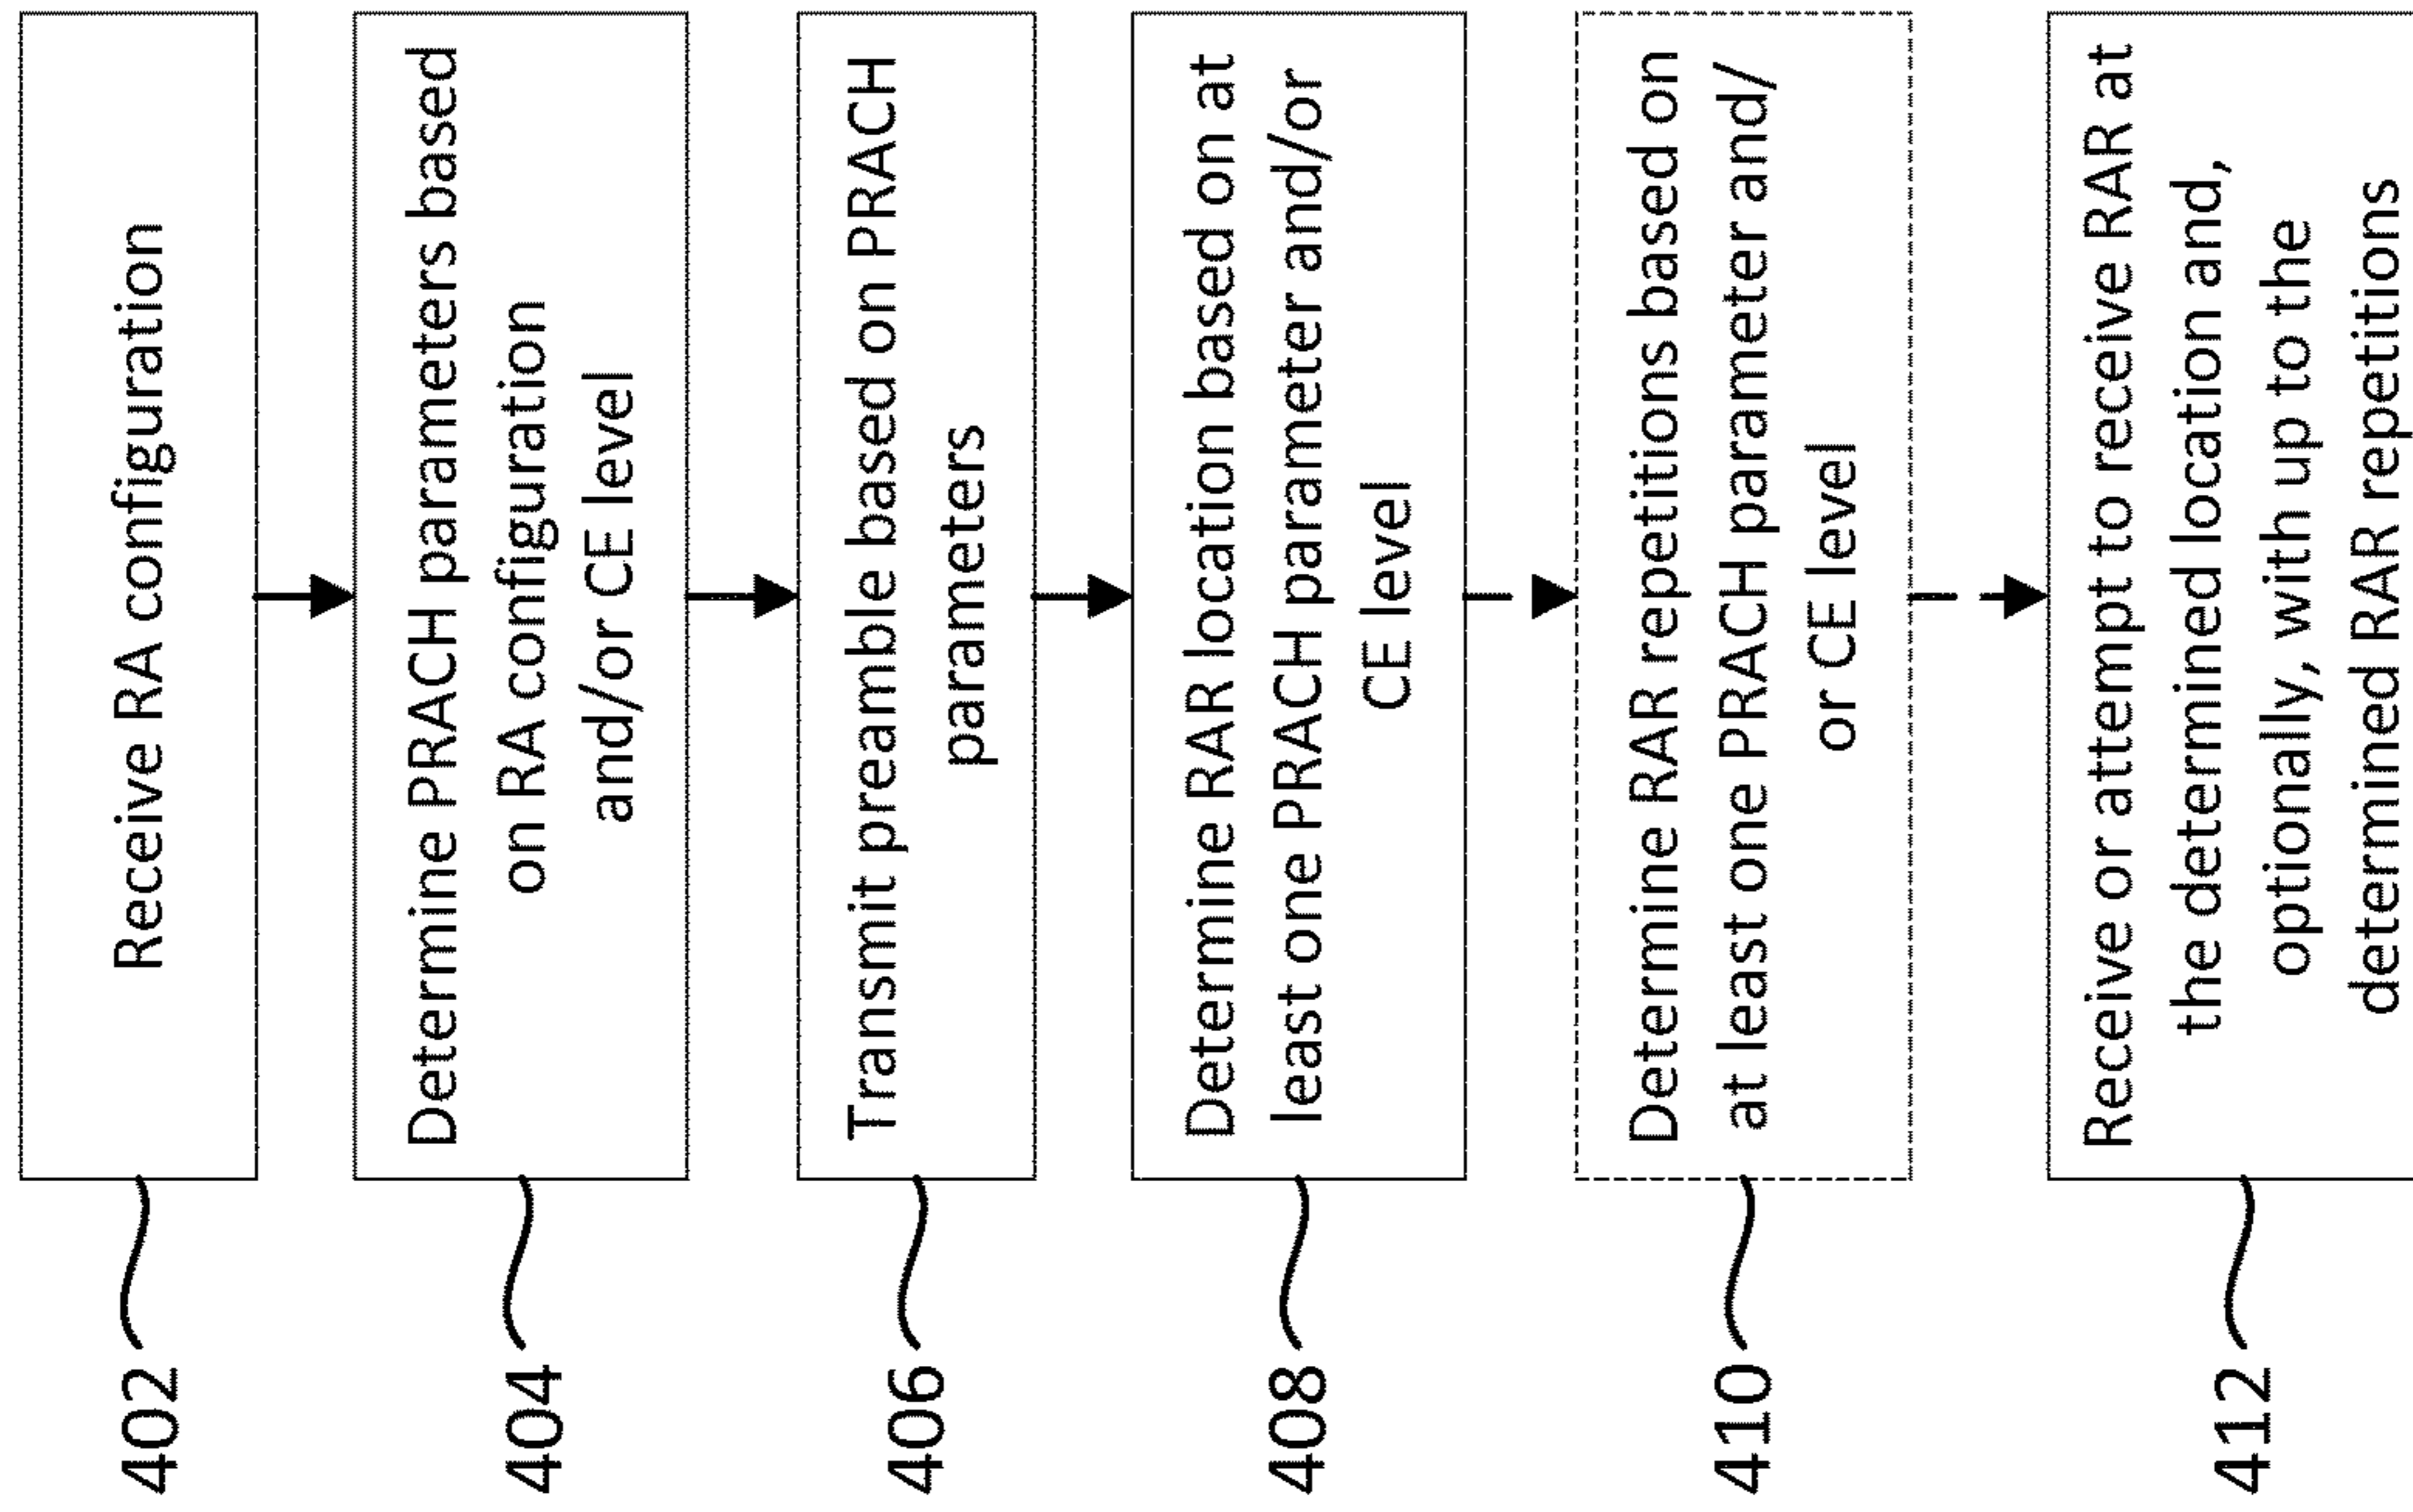 402
Receive RA configuration
404
Determine PRACH parameters based
on RA configuration
and/or CE level
406
Transmit preamble based on PRACH
parameters
408
Determine RAR location based on at
least one PRACH parameter and/or
CE level
410
Determine RAR repetitions based on
at least one PRACH parameter and/
or CE level
412
Receive or attempt to receive RAR at
the determined location and,
optionally, with up to the
determined RAR repetitions